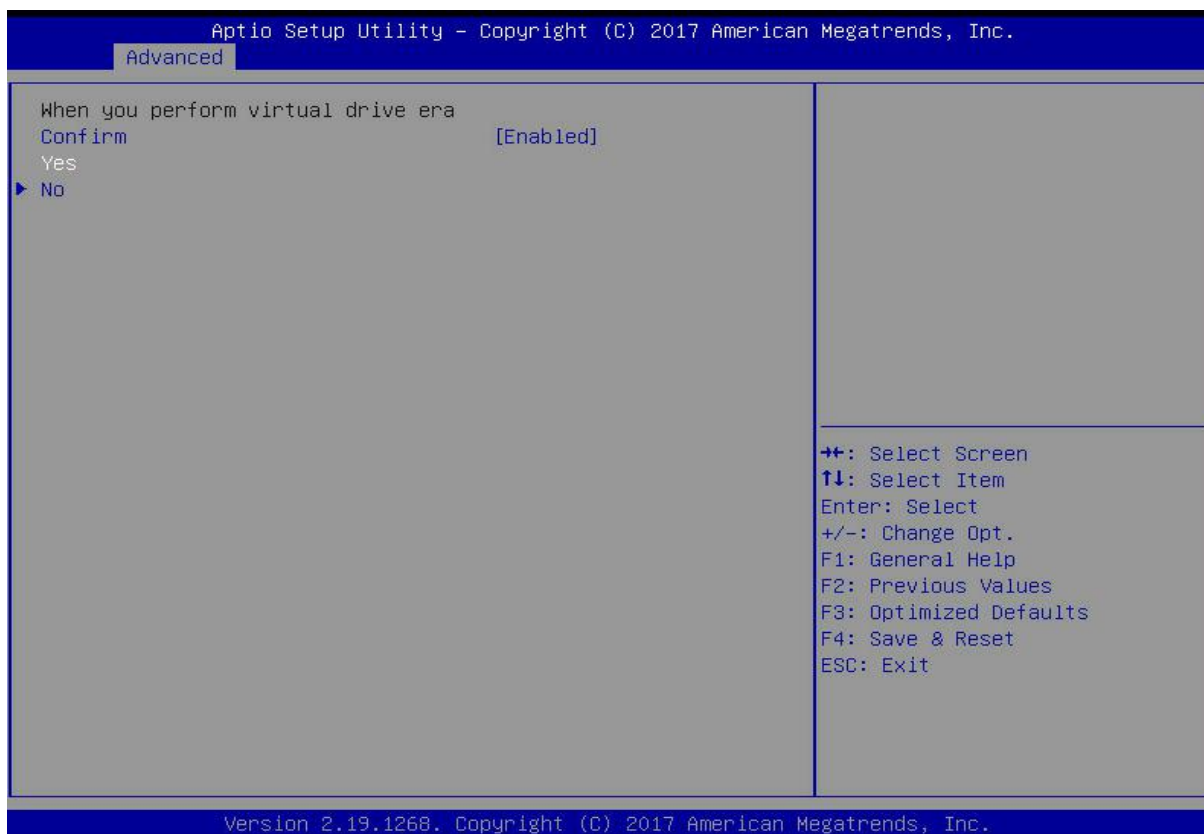 Aptio Setup Utility – Copyright (C) 2017 American Megatrends, Inc.
Advanced
When you perform virtual drive era
Confirm [Enabled]
Yes
▶ No
→←: Select Screen
↑↓: Select Item
Enter: Select
+/-: Change Opt.
F1: General Help
F2: Previous Values
F3: Optimized Defaults
F4: Save & Reset
ESC: Exit
Version 2.19.1268. Copyright (C) 2017 American Megatrends, Inc.